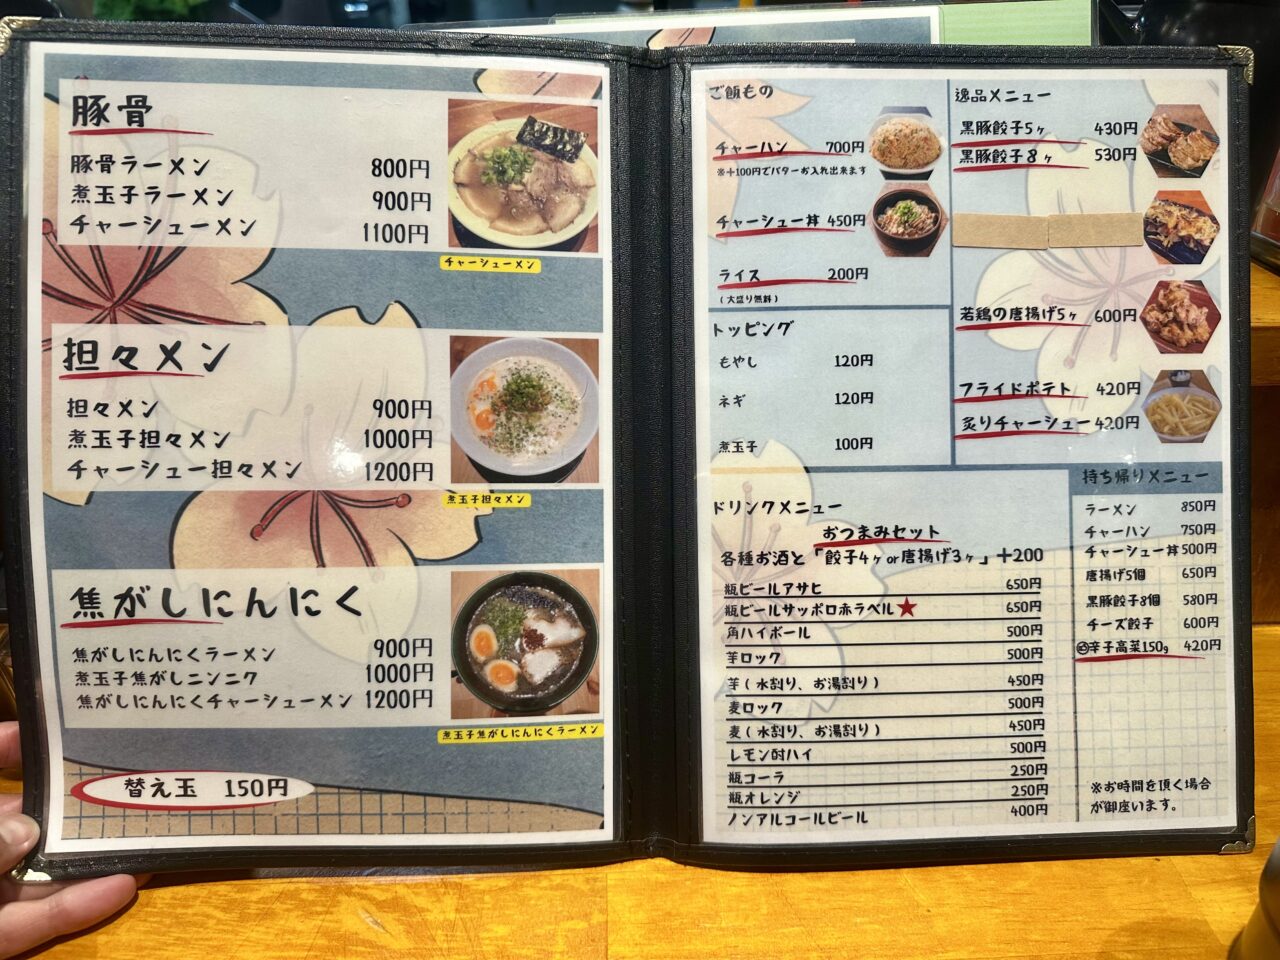 豚骨
豚骨ラーメン 800円
煮玉子ラーメン 900円
チャーシューメン 1100円
チャーシューメン
担々メン
担々メン 900円
煮玉子担々メン 1000円
チャーシュー担々メン 1200円
煮玉子担々メン
焦がしにんにく
焦がしにんにくラーメン 900円
煮玉子焦がしニンニク 1000円
焦がしにんにくチャーシューメン 1200円
煮玉子焦がしにんにくラーメン
替え玉 150円
ご飯もの
チャーハン 700円
※+100円でバターお入れ出来ます
チャーシュー丼 450円
ライス 200円
(大盛り無料)
トッピング
もやし 120円
ネギ 120円
煮玉子 100円
逸品メニュー
黒豚餃子5ヶ 430円
黒豚餃子8ヶ 530円
若鶏の唐揚げ5ヶ 600円
フライドポテト 420円
炙りチャーシュー 420円
ドリンクメニュー
おつまみセット
各種お酒と「餃子4ヶor唐揚げ3ヶ」+200
瓶ビールアサヒ 650円
瓶ビールサッポロ赤ラベル★ 650円
角ハイボール 500円
芋ロック 500円
芋(水割り、お湯割り) 450円
麦ロック 500円
麦(水割り、お湯割り) 450円
レモン酎ハイ 500円
瓶コーラ 250円
瓶オレンジ 250円
ノンアルコールビール 400円
持ち帰りメニュー
ラーメン 850円
チャーハン 750円
チャーシュー丼 500円
唐揚げ5個 650円
黒豚餃子8個 580円
チーズ餃子 600円
辛子高菜150g 420円
※お時間を頂く場合
が御座います。